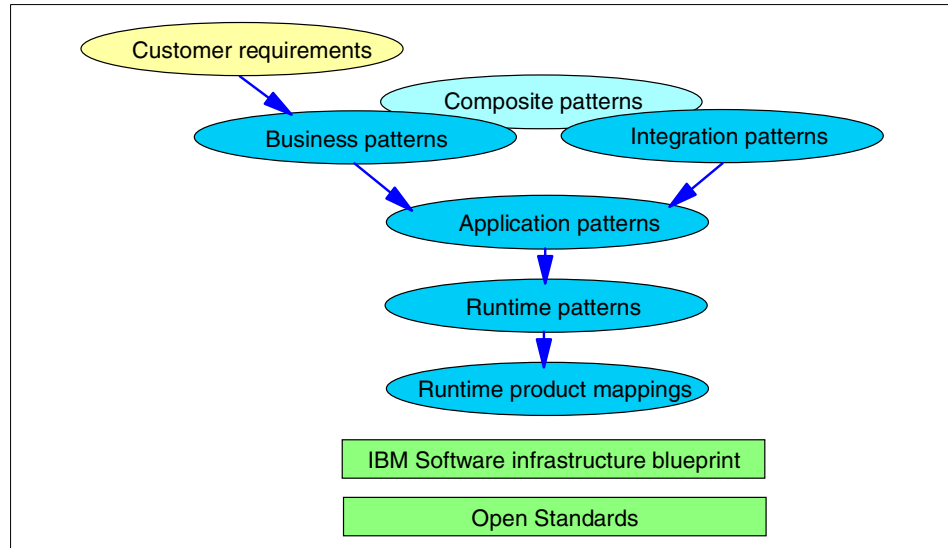 Customer requirements
Composite patterns
Business patterns
Integration patterns
Application patterns
Runtime patterns
Runtime product mappings
IBM Software infrastructure blueprint
Open Standards